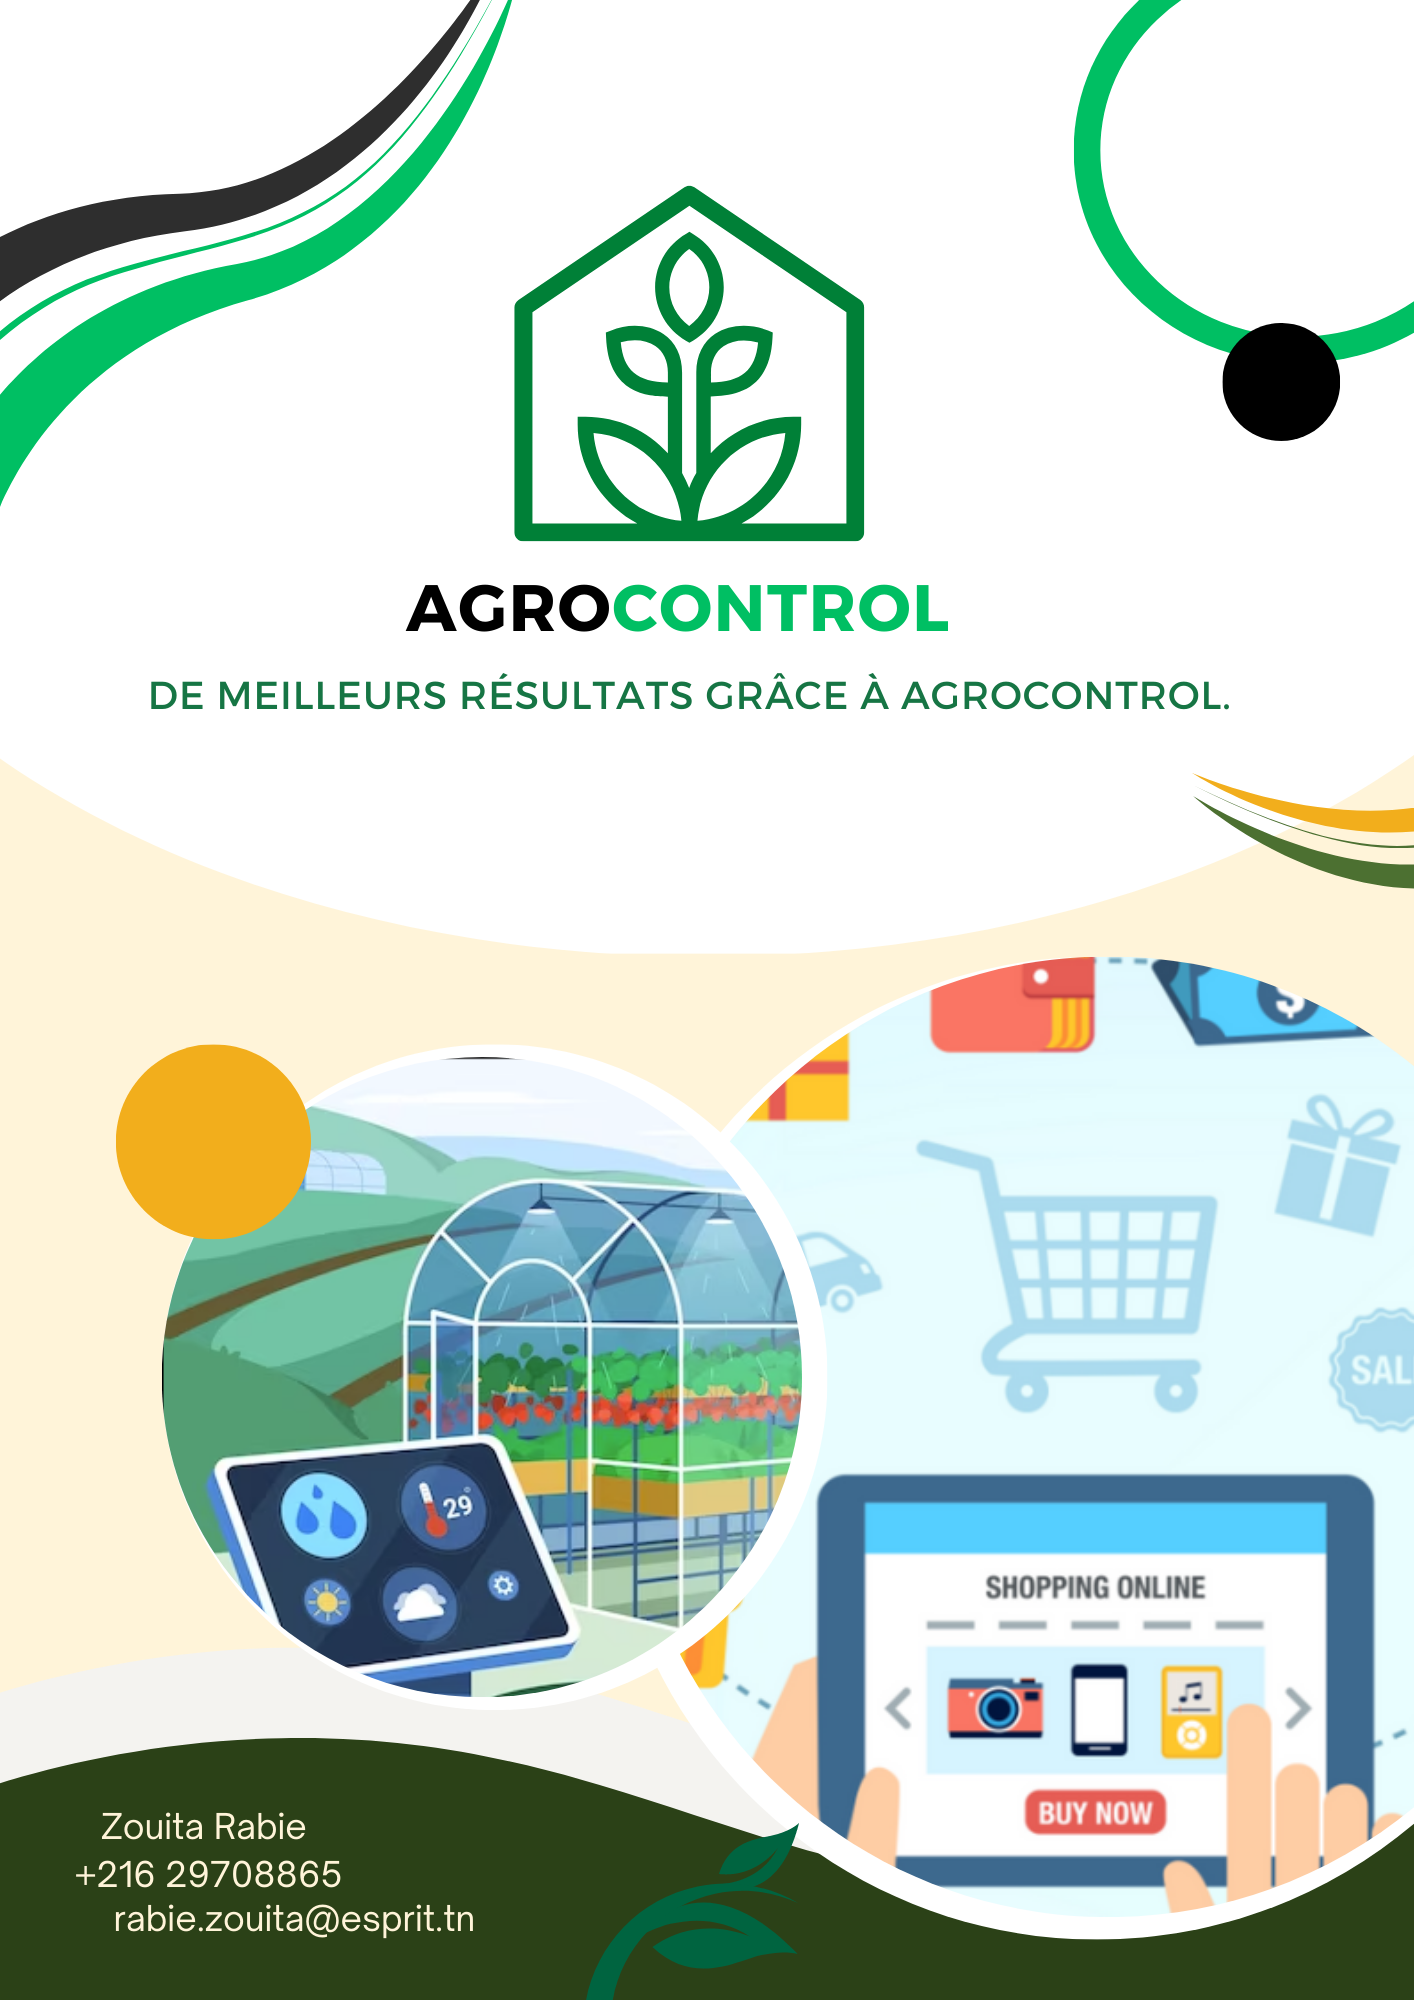 AGROCONTROL
DE MEILLEURS RÉSULTATS GRÂCE À AGROCONTROL.
$
SAL
29°
SHOPPING ONLINE
BUY NOW
Zouita Rabie
+216 29708865
rabie.zouita@esprit.tn